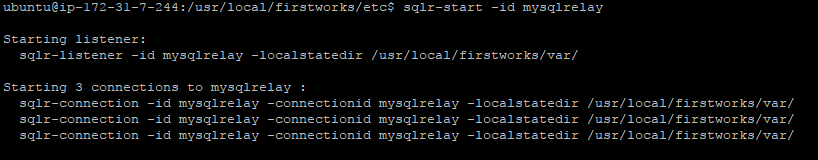 ubuntu@ip-172-31-7-244:/usr/local/firstworks/etc$ sqlr-start -id mysqlrelay
Starting listener:
sqlr-listener -id mysqlrelay -localstatedir /usr/local/firstworks/var/
Starting 3 connections to mysqlrelay :
sqlr-connection -id mysqlrelay -connectionid mysqlrelay -localstatedir /usr/local/firstworks/var/
sqlr-connection -id mysqlrelay -connectionid mysqlrelay -localstatedir /usr/local/firstworks/var/
sqlr-connection -id mysqlrelay -connectionid mysqlrelay -localstatedir /usr/local/firstworks/var/